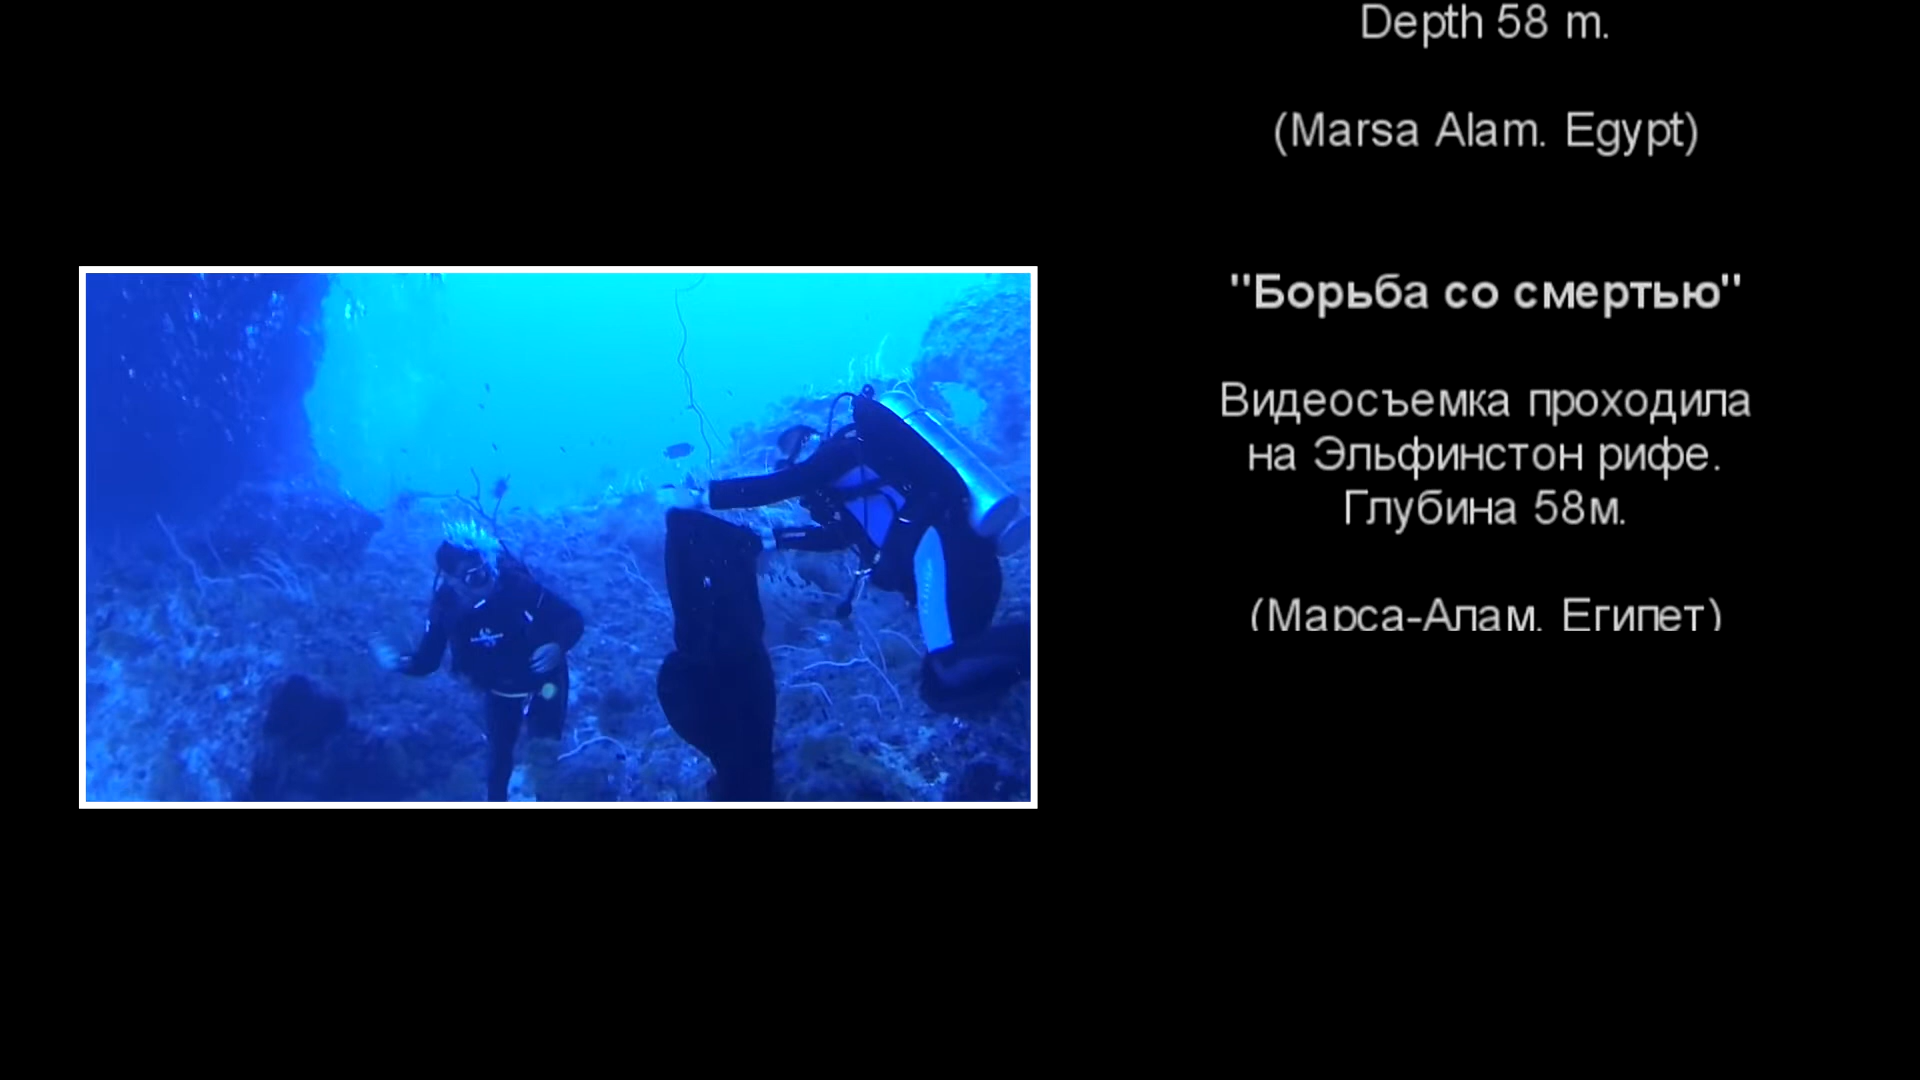 Depth 58 m.
(Marsa Alam. Egypt)
"Борьба со смертью"
Видеосъемка проходила
на Эльфинстон рифе.
Глубина 58м.
(Марса-Алам. Египет)